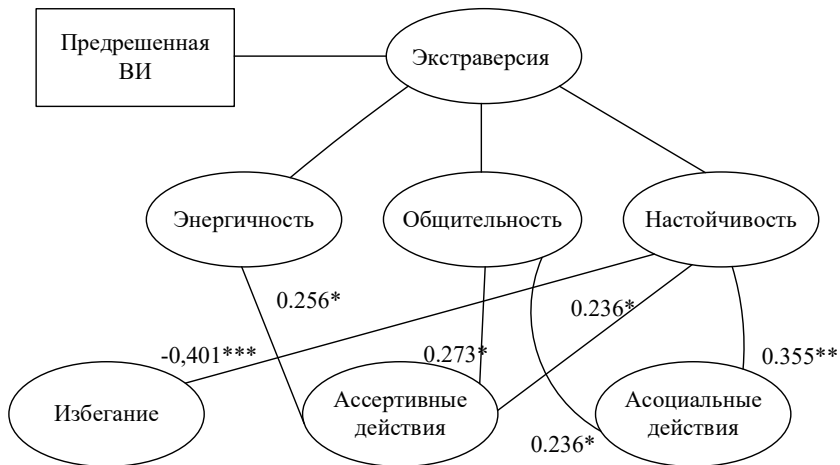 Предрешенная
ВИ
Экстраверсия
Энергичность
Общительность
Настойчивость
0.256*
0.236*
-0,401***
0.273*
0.355**
Избегание
Ассертивные
действия
Асоциальные
действия
0.236*